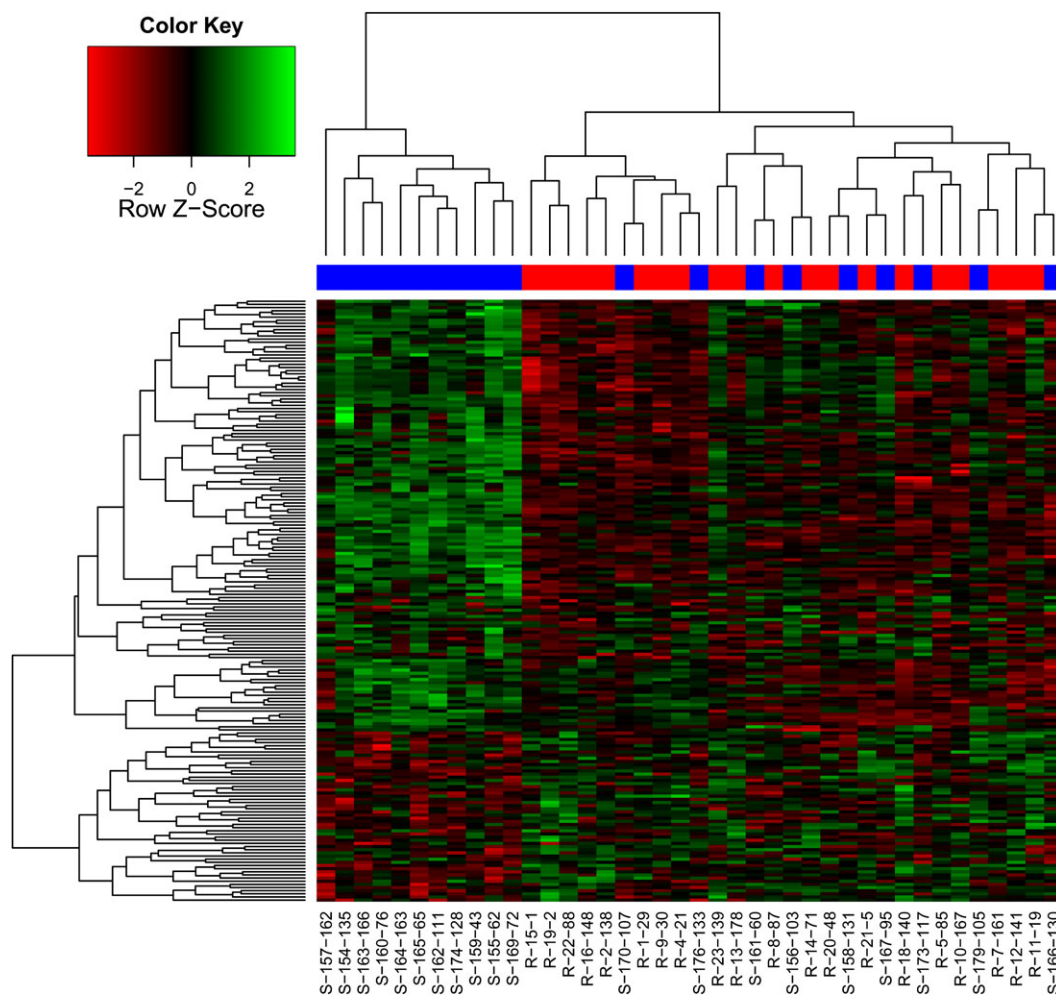 Color Key
−2 0 2
Row Z−Score
S−157−162
S−154−135
S−163−166
S−160−76
S−164−163
S−165−65
S−162−111
S−174−128
S−159−43
S−155−62
S−169−72
R−15−1
R−19−2
R−22−88
R−16−148
R−2−138
S−170−107
R−1−29
R−9−30
R−4−21
S−176−133
R−23−139
R−13−178
S−161−60
R−8−87
S−156−103
R−14−71
R−20−48
S−158−131
R−21−5
S−167−95
R−18−140
S−173−117
R−5−85
R−10−167
S−179−105
R−7−161
R−12−141
R−11−19
S−166−130